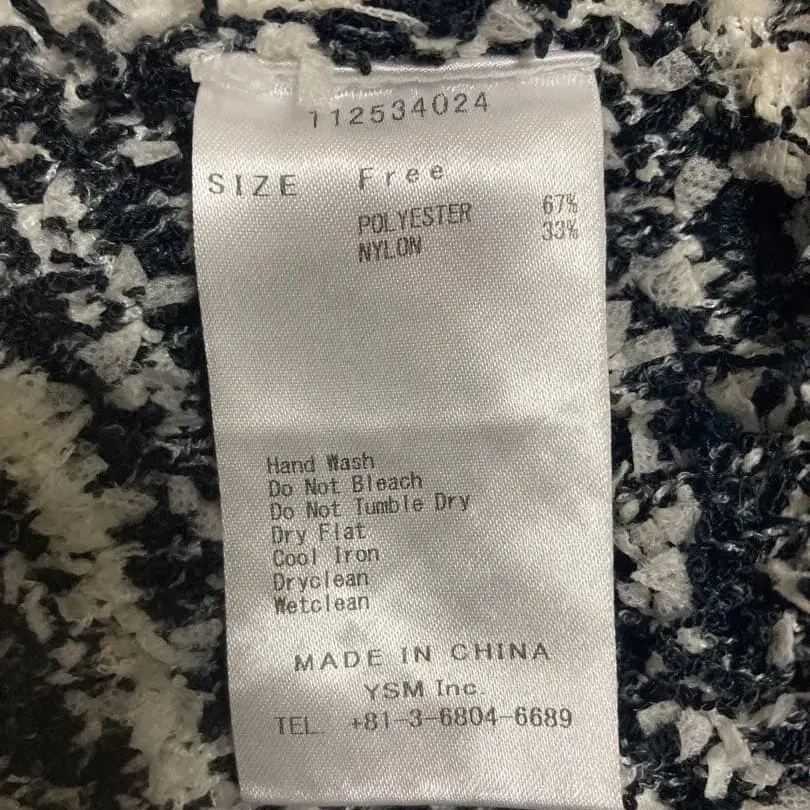 112534024
SIZE Free
POLYESTER 67%
NYLON 33%
Hand Wash
Do Not Bleach
Do Not Tumble Dry
Dry Flat
Cool Iron
Dryclean
Wetclean
MADE IN CHINA
YSM Inc.
TEL. +81-3-6804-6689